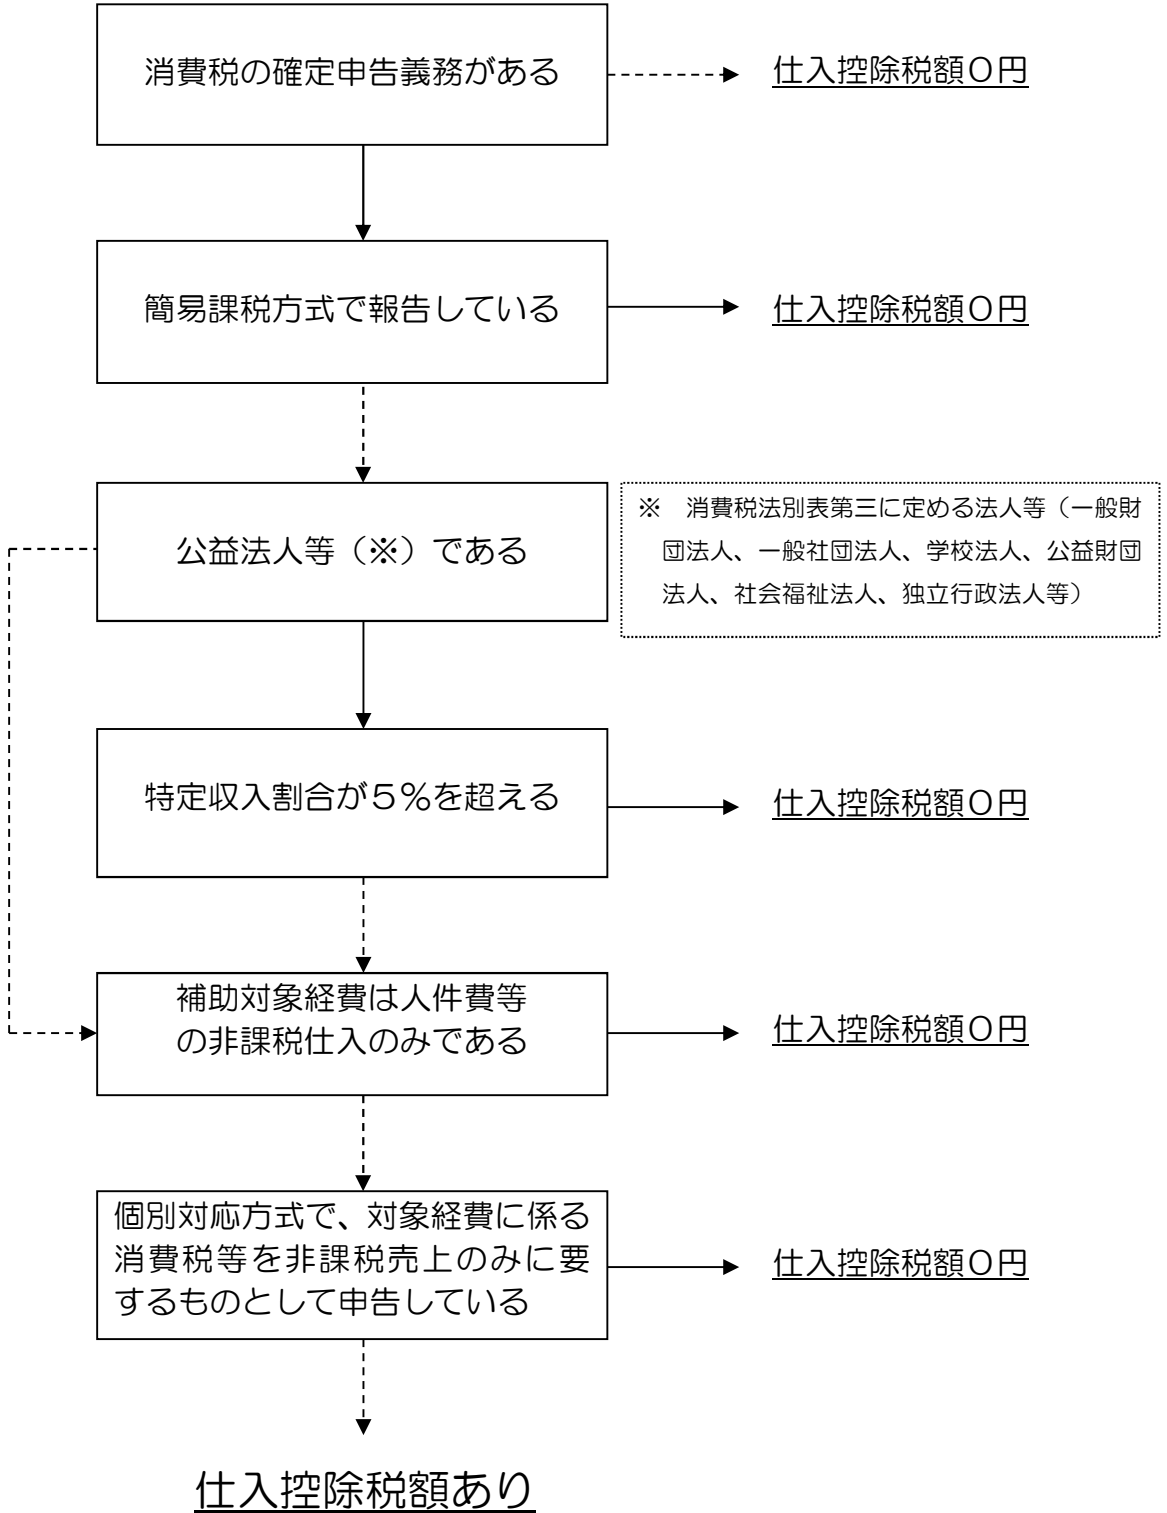 消費税の確定申告義務がある
仕入控除税額０円
簡易課税方式で報告している
仕入控除税額０円
公益法人等（※）である
※　消費税法別表第三に定める法人等（一般財
団法人、一般社団法人、学校法人、公益財団
法人、社会福祉法人、独立行政法人等）
特定収入割合が５％を超える
仕入控除税額０円
補助対象経費は人件費等
の非課税仕入のみである
仕入控除税額０円
個別対応方式で、対象経費に係る
消費税等を非課税売上のみに要
するものとして申告している
仕入控除税額０円
仕入控除税額あり